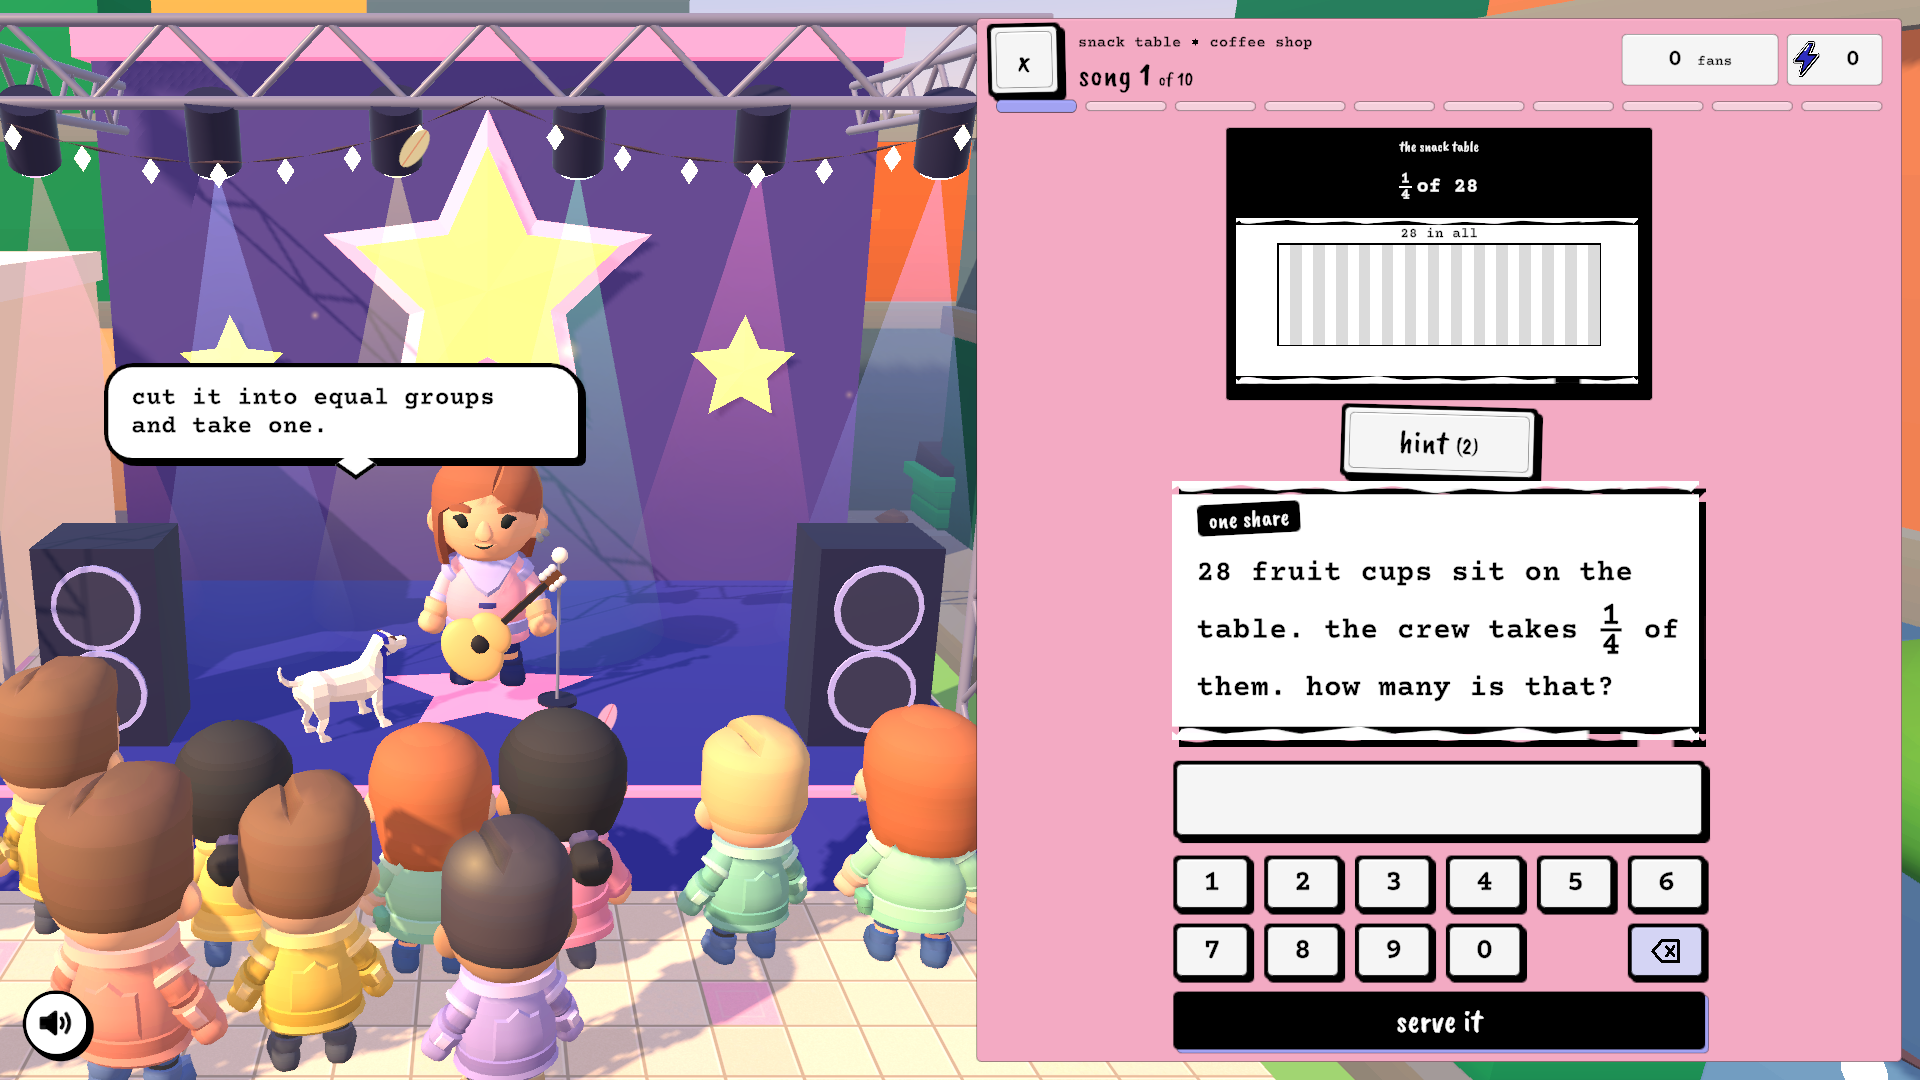 cut it into equal groups
and take one.
x
snack table * coffee shop
song 1 of 10
0 fans
0
the snack table
1/4 of 28
28 in all
hint (2)
one share
28 fruit cups sit on the
table. the crew takes 1/4 of
them. how many is that?
1 2 3 4 5 6
7 8 9 0
serve it